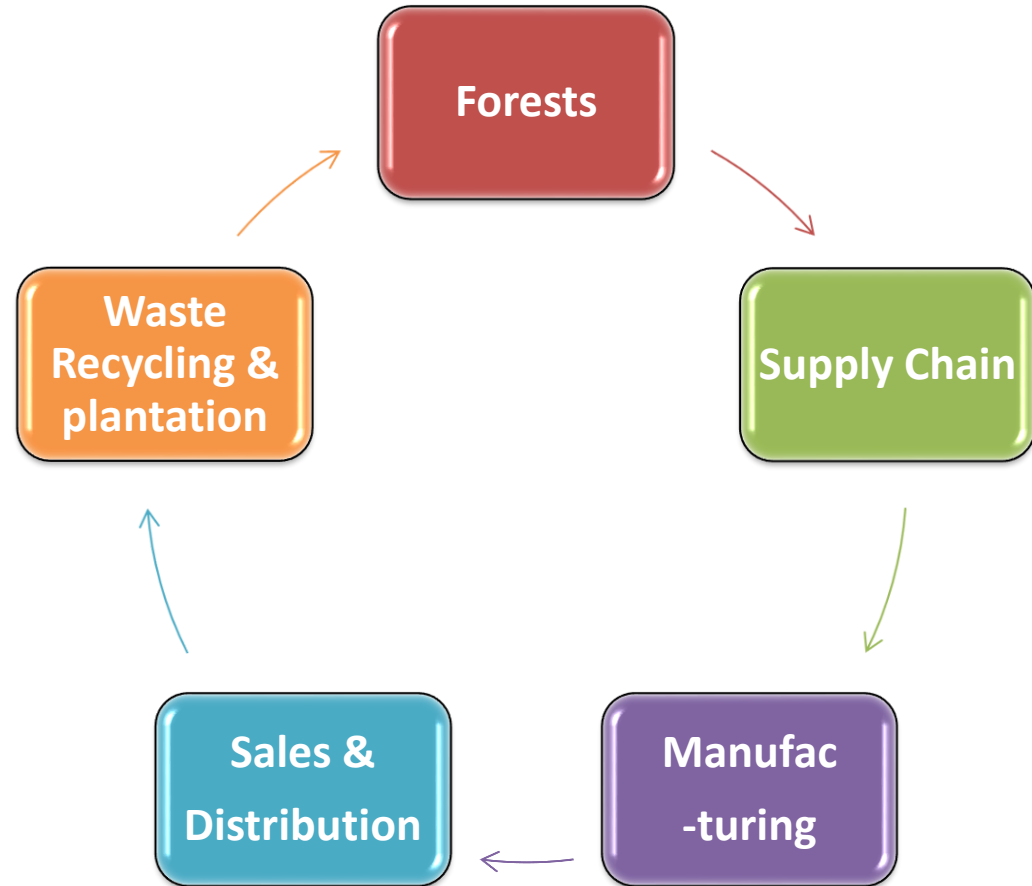 Forests
Supply Chain
Manufac
-turing
Sales &
Distribution
Waste
Recycling &
plantation